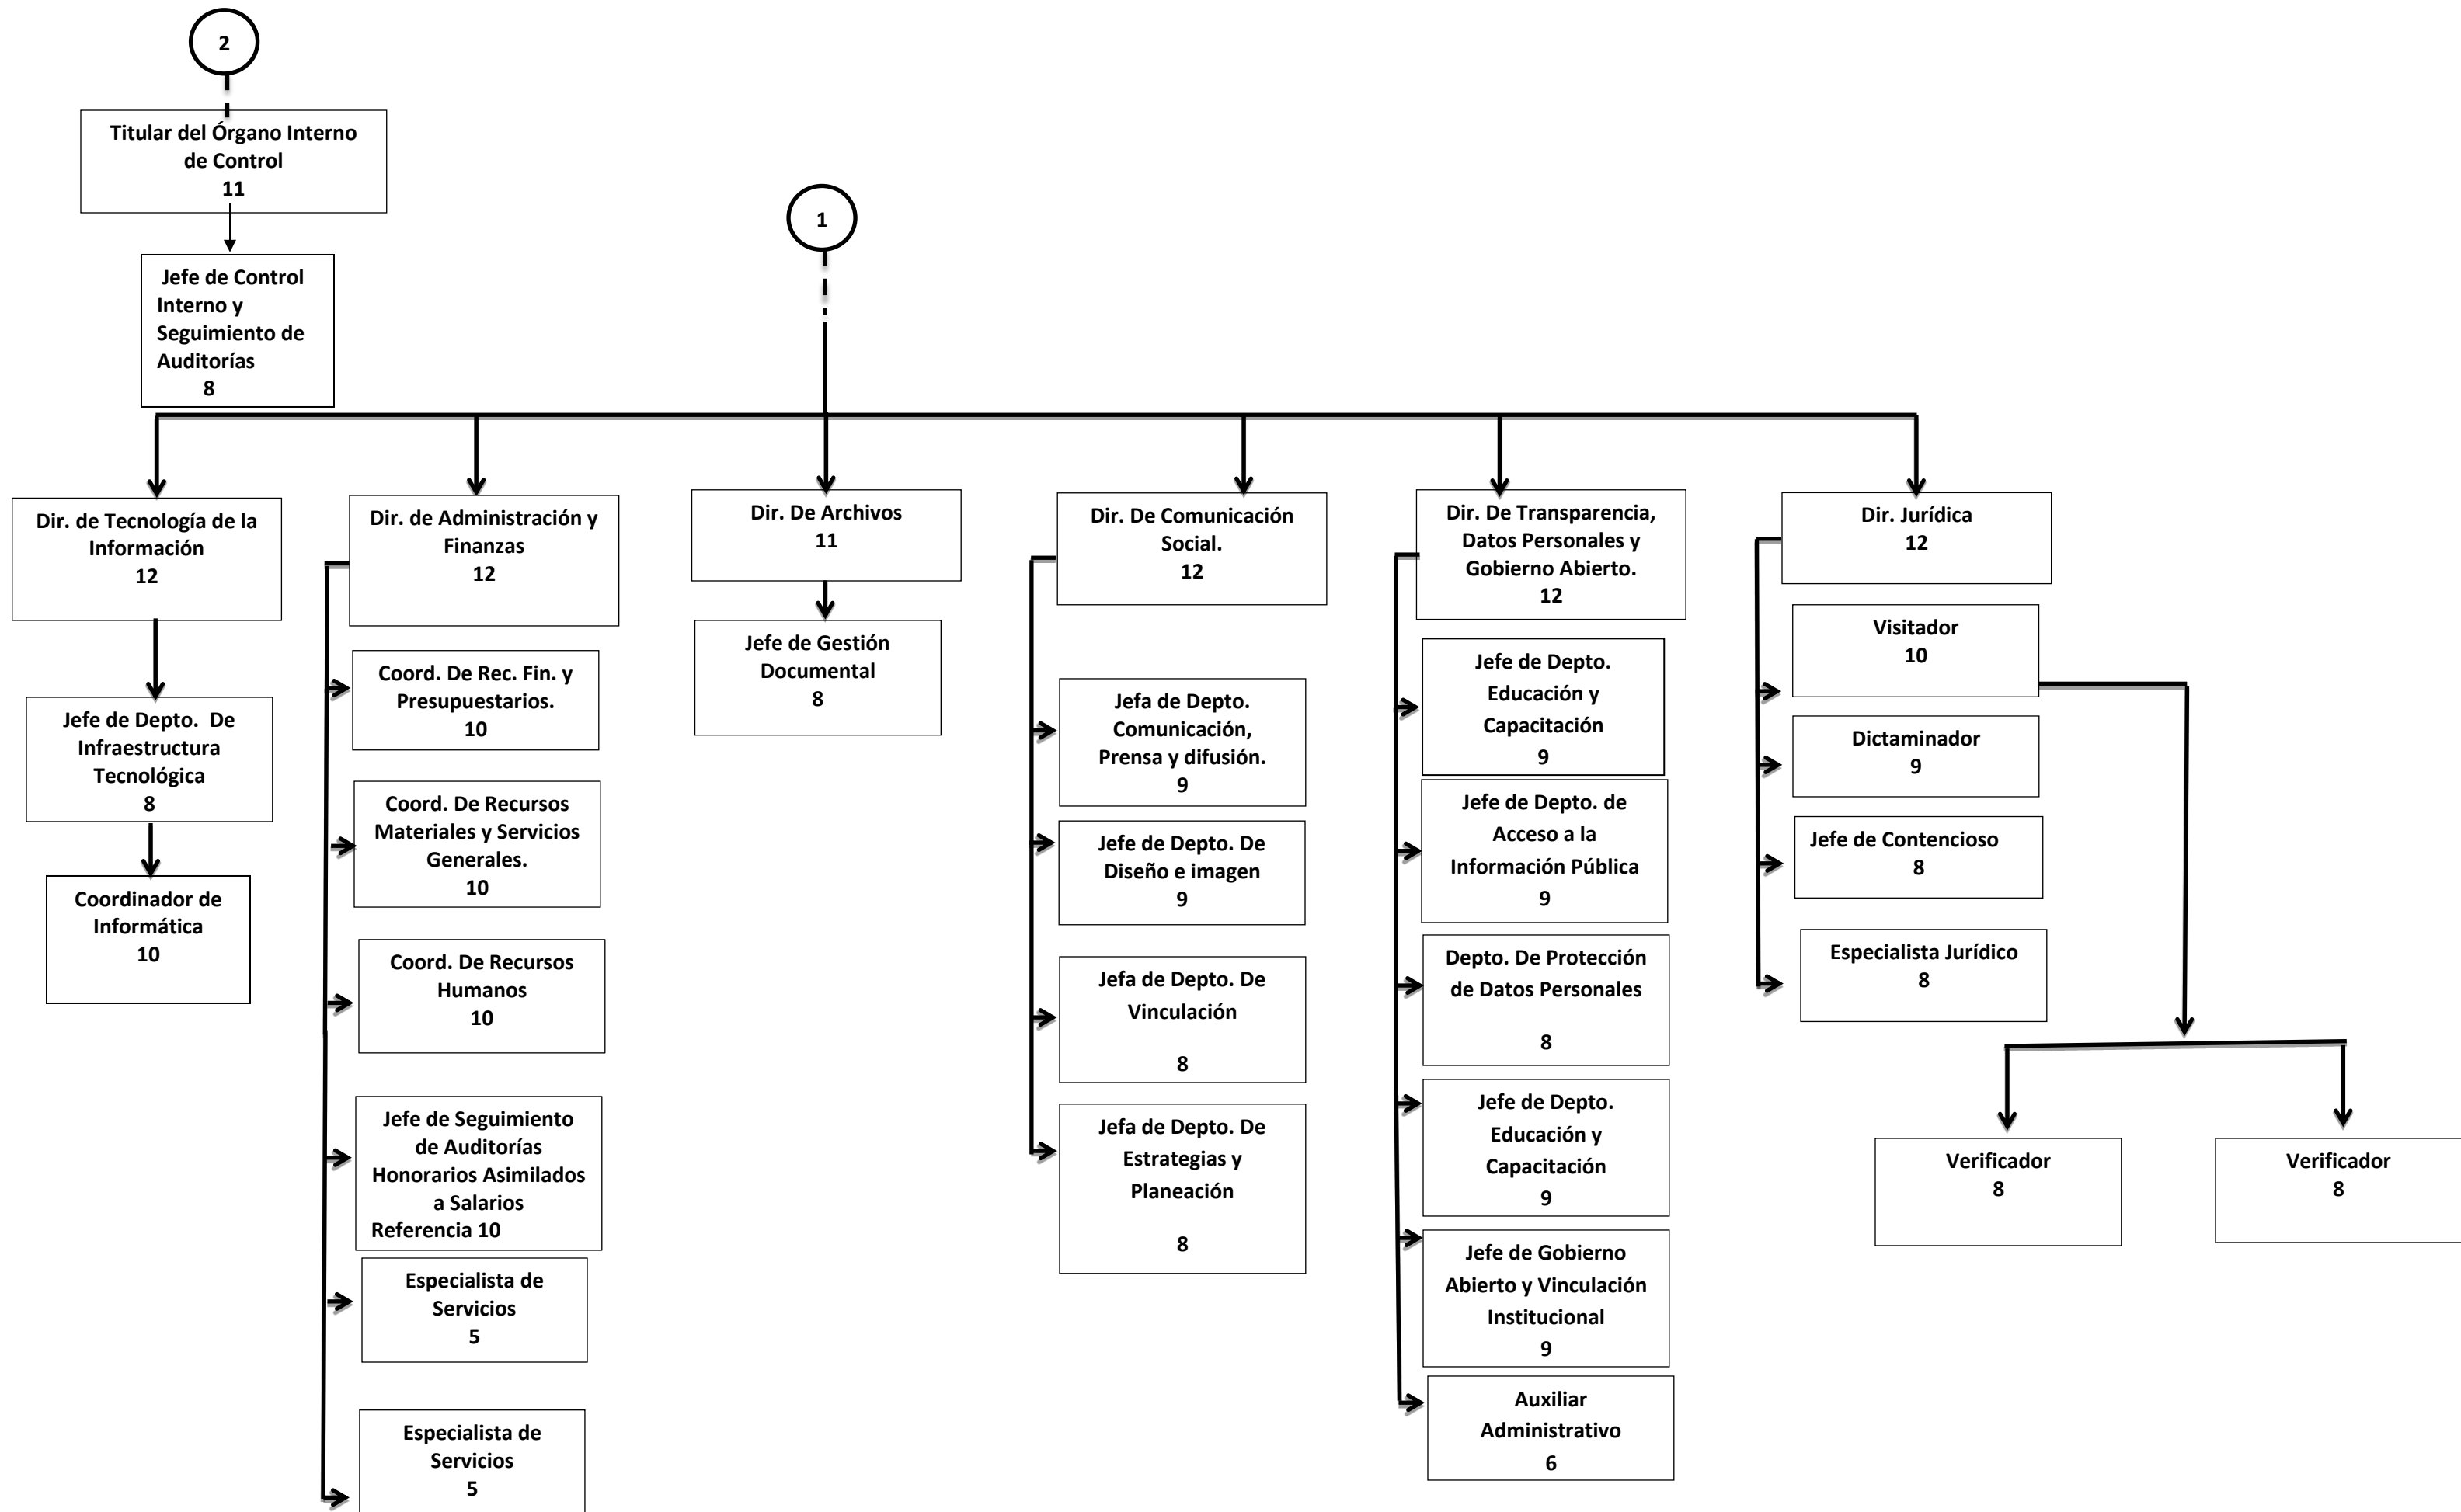 2
Titular del Órgano Interno
de Control
11
Jefe de Control
Interno y
Seguimiento de
Auditorías
8
1
Dir. de Tecnología de la
Información
12
Jefe de Depto. De
Infraestructura
Tecnológica
8
Coordinador de
Informática
10
Dir. de Administración y
Finanzas
12
Coord. De Rec. Fin. y
Presupuestarios.
10
Coord. De Recursos
Materiales y Servicios
Generales.
10
Coord. De Recursos
Humanos
10
Jefe de Seguimiento
de Auditorías
Honorarios Asimilados
a Salarios
Referencia 10
Especialista de
Servicios
5
Especialista de
Servicios
5
Dir. De Archivos
11
Jefe de Gestión
Documental
8
Dir. De Comunicación
Social.
12
Jefa de Depto.
Comunicación,
Prensa y difusión.
9
Jefe de Depto. De
Diseño e imagen
9
Jefa de Depto. De
Vinculación
8
Jefa de Depto. De
Estrategias y
Planeación
8
Dir. De Transparencia,
Datos Personales y
Gobierno Abierto.
12
Jefe de Depto.
Educación y
Capacitación
9
Jefe de Depto. de
Acceso a la
Información Pública
9
Depto. De Protección
de Datos Personales
8
Jefe de Depto.
Educación y
Capacitación
9
Jefe de Gobierno
Abierto y Vinculación
Institucional
9
Auxiliar
Administrativo
6
Dir. Jurídica
12
Visitador
10
Dictaminador
9
Jefe de Contencioso
8
Especialista Jurídico
8
Verificador
8
Verificador
8